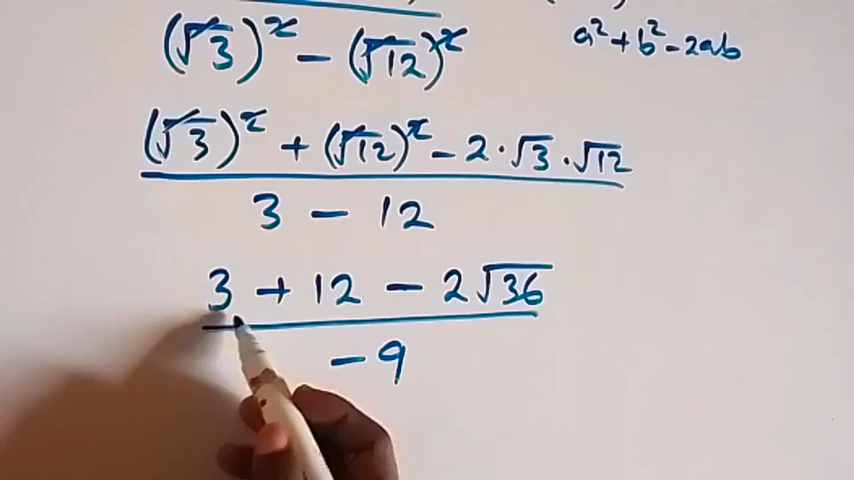 (√3)² - (√12)²
a² + b² - 2ab
(√3)² + (√12)² - 2 · √3 · √12
3 - 12
3 + 12 - 2√36
- 9